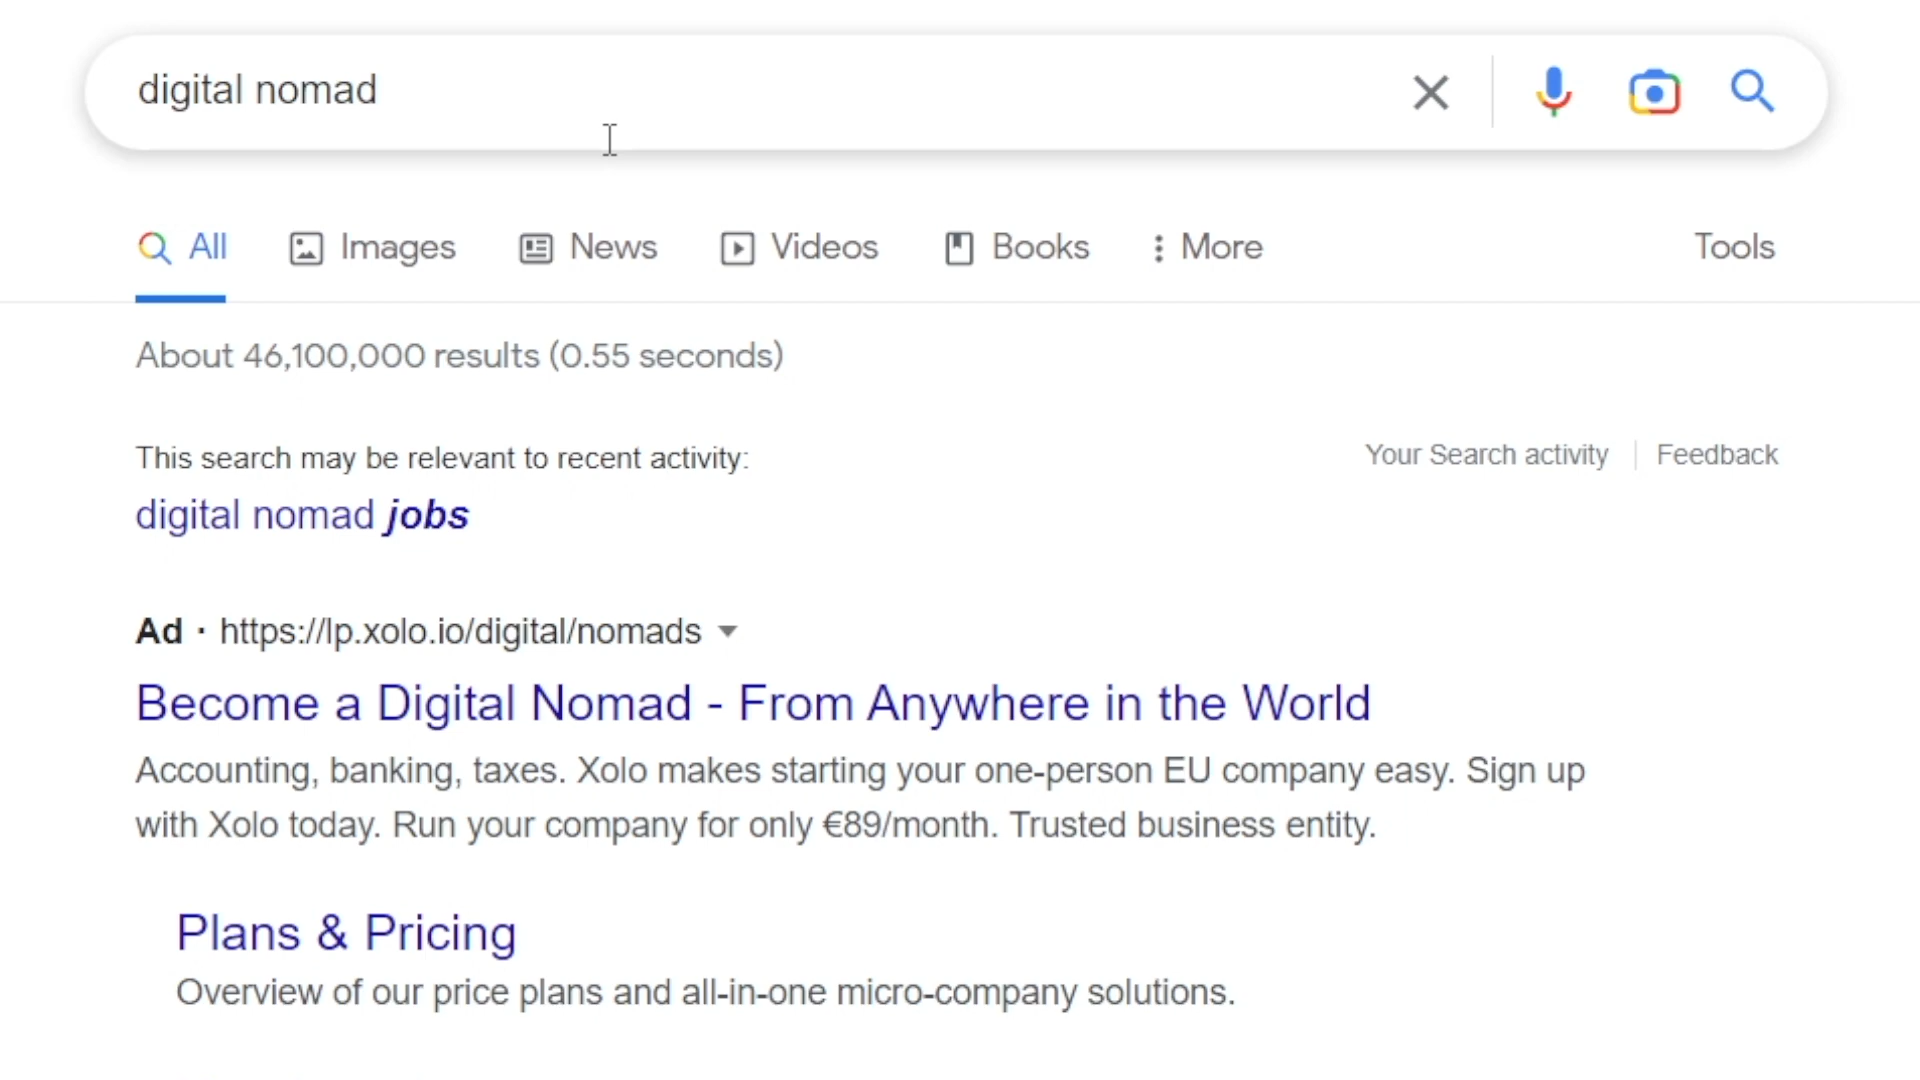 digital nomad
All Images News Videos Books More Tools
About 46,100,000 results (0.55 seconds)
This search may be relevant to recent activity: Your Search activity Feedback
digital nomad jobs
Ad · https://lp.xolo.io/digital/nomads
Become a Digital Nomad - From Anywhere in the World
Accounting, banking, taxes. Xolo makes starting your one-person EU company easy. Sign up
with Xolo today. Run your company for only €89/month. Trusted business entity.
Plans & Pricing
Overview of our price plans and all-in-one micro-company solutions.